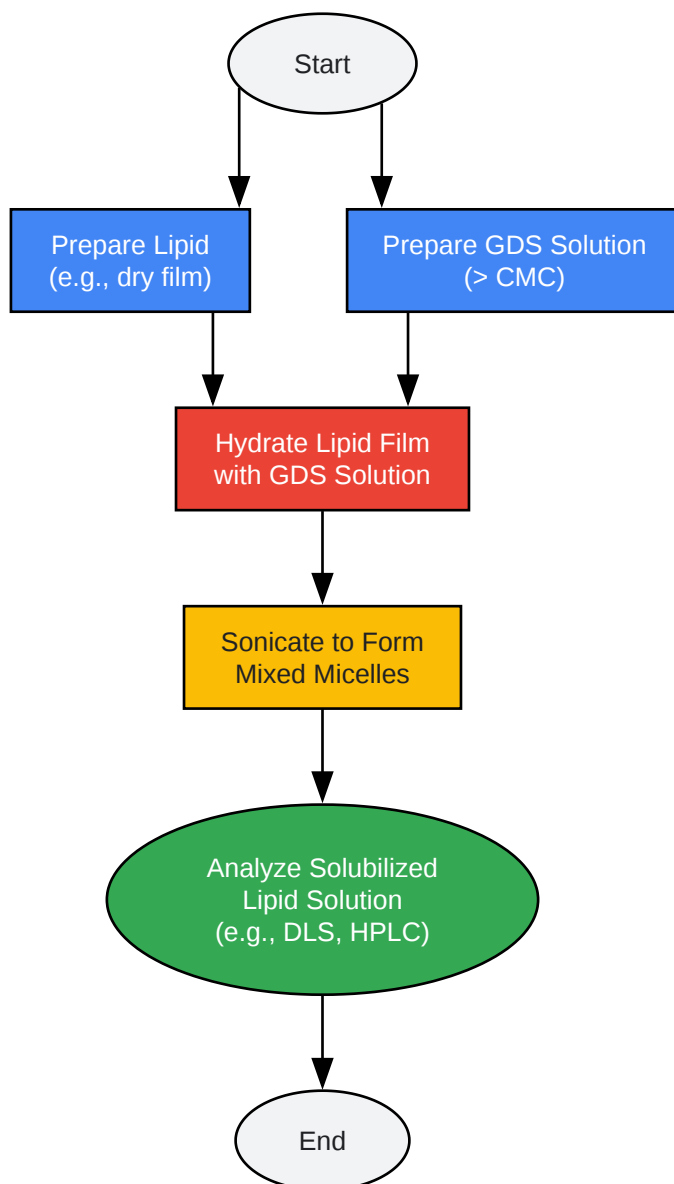 Start
Prepare Lipid
(e.g., dry film)
Prepare GDS Solution
(> CMC)
Hydrate Lipid Film
with GDS Solution
Sonicate to Form
Mixed Micelles
Analyze Solubilized
Lipid Solution
(e.g., DLS, HPLC)
End